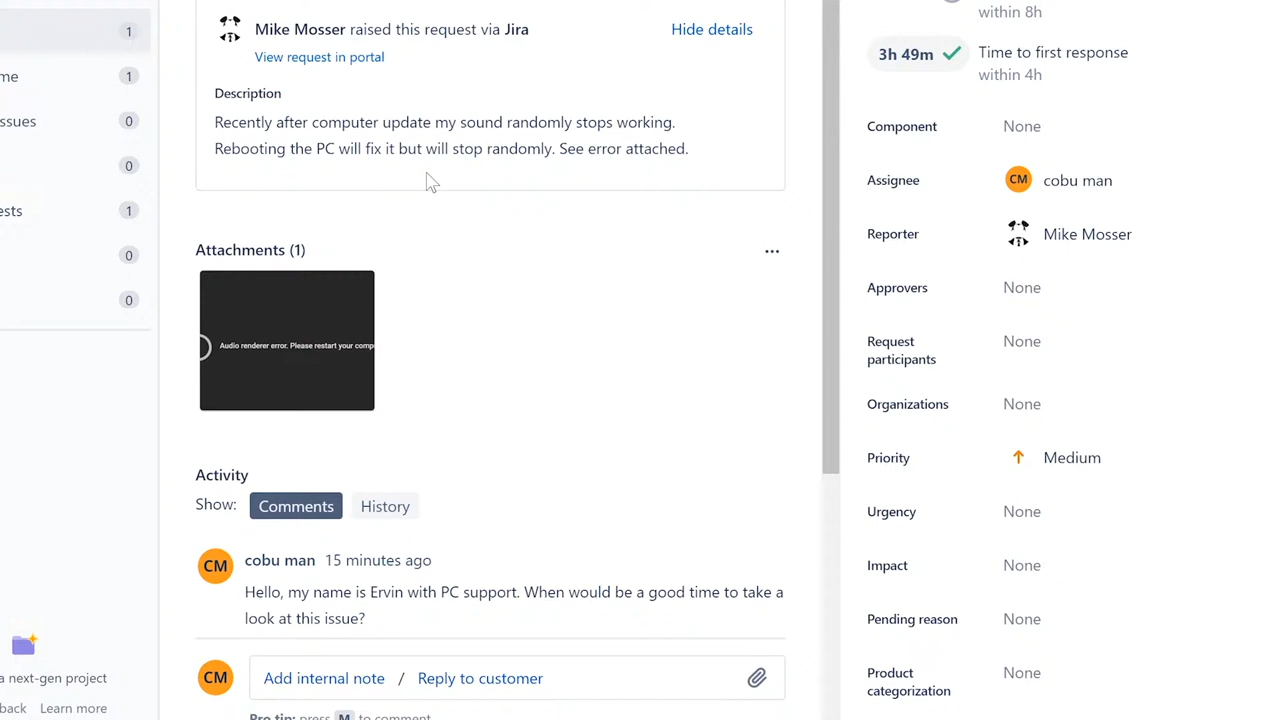 1
me
1
ssues
0
0
ests
1
0
0
a next-gen project
back Learn more
Mike Mosser raised this request via Jira
Hide details
View request in portal
Description
Recently after computer update my sound randomly stops working.
Rebooting the PC will fix it but will stop randomly. See error attached.
Attachments (1)
Audio renderer error. Please restart your comp
Activity
Show: Comments History
CM
cobu man 15 minutes ago
Hello, my name is Ervin with PC support. When would be a good time to take a
look at this issue?
CM
Add internal note / Reply to customer
Pro tip: press M to comment
within 8h
3h 49m Time to first response
within 4h
Component None
Assignee CM cobu man
Reporter Mike Mosser
Approvers None
Request
participants
None
Organizations None
Priority Medium
Urgency None
Impact None
Pending reason None
Product
categorization
None